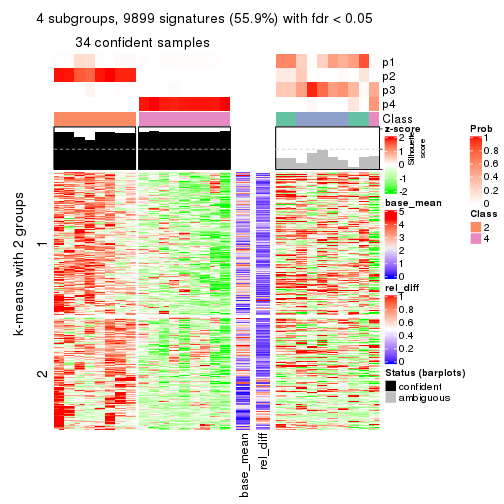 4 subgroups, 9899 signatures (55.9%) with fdr < 0.05
34 confident samples
p1
p2
p3
p4
Class
z-score
2
1
0
-1
-2
Silhouette
score
Prob
1
0.8
0.6
0.4
0.2
0
Class
2
4
base_mean
5
4
3
2
1
0
rel_diff
1
0.8
0.6
0.4
0.2
0
Status (barplots)
confident
ambiguous
k-means with 2 groups
1
2
base_mean
rel_diff